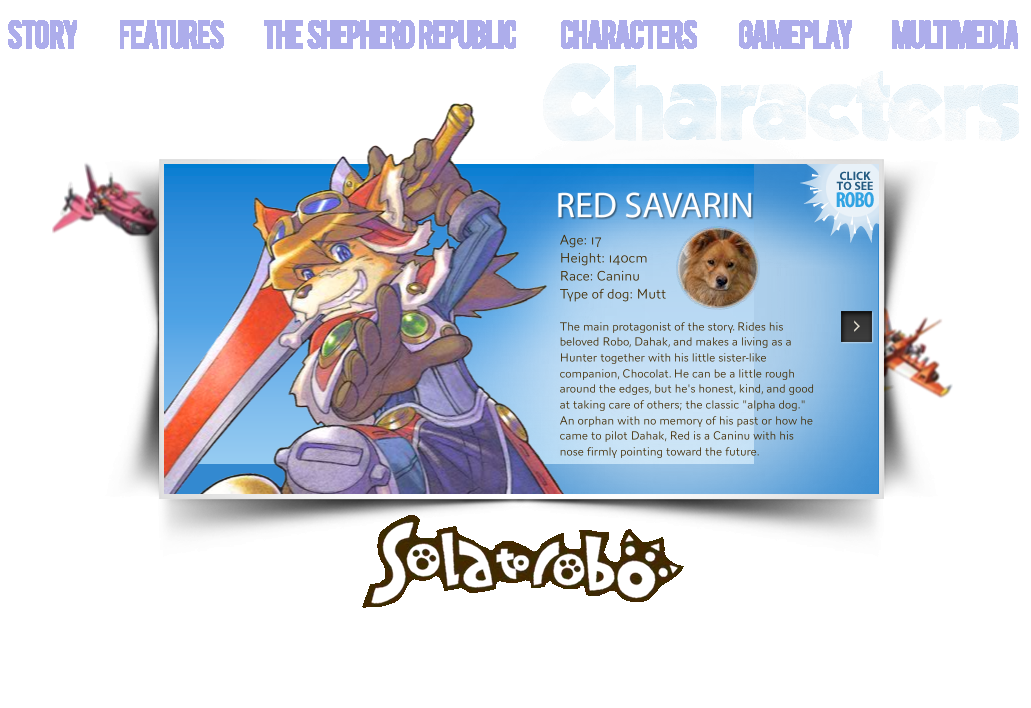 STORY FEATURES THE SHEPHERD REPUBLIC CHARACTERS GAMEPLAY MULTIMEDIA
Characters
CLICK
TO SEE
ROBO
RED SAVARIN
Age: 17
Height: 140cm
Race: Caninu
Type of dog: Mutt
The main protagonist of the story. Rides his
beloved Robo, Dahak, and makes a living as a
Hunter together with his little sister-like
companion, Chocolat. He can be a little rough
around the edges, but he's honest, kind, and good
at taking care of others; the classic "alpha dog."
An orphan with no memory of his past or how he
came to pilot Dahak, Red is a Caninu with his
nose firmly pointing toward the future.
Solatorobo